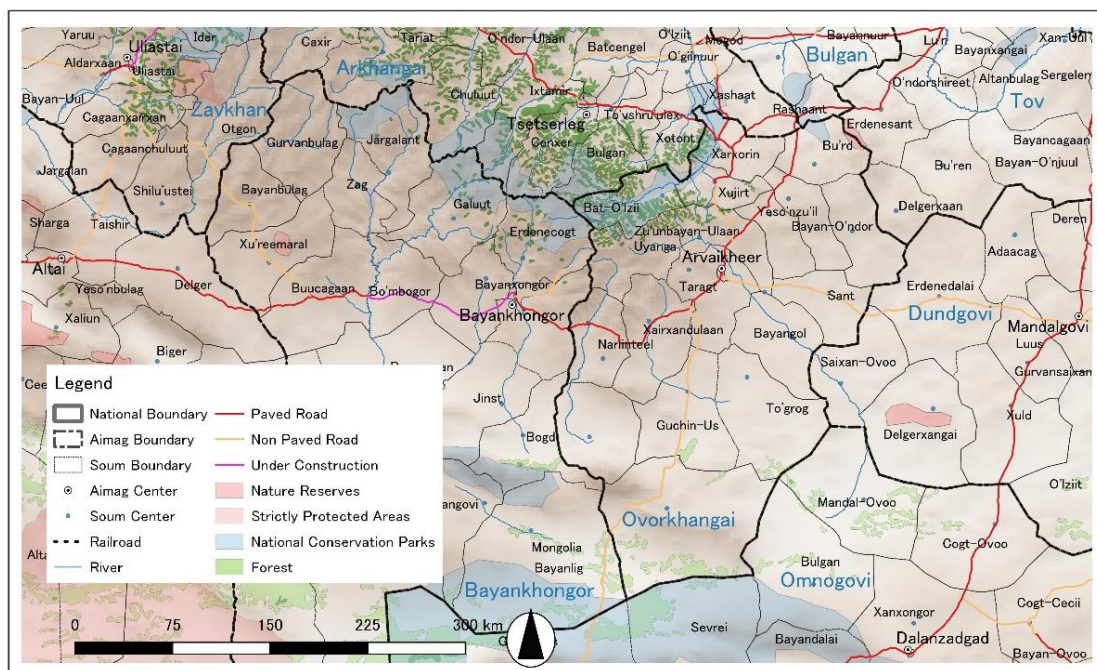 Yaruu
Ider
Caxir
Tariat
O'ndor-Ulaan
Batcengel
O'lziit
Mogod
Bayannuur
Lu'n
Uliastai
Aldarxaan
Uliastai
Arkhangai
O'giinuur
Bulgan
Bayanxangai
Altanbulag
Sergelen
O'ndorshireet
Tov
Bayan-Uul
Zavkhan
Chuluut
Ixtamir
Xashaat
Rashaant
Cagaanxarxan
Otgon
Tsetserleg
Erdenesant
Bayancagaan
Cagaanchuluut
Gurvanbulag
Jargalant
Cenxer
Bulgan
Xotont
Xarxorin
Bu'rd
Bu'ren
Bayan-O'njuul
Jargalan
Shilu'ustei
Bayanbulag
Zag
Galuut
Bat-O'lzii
Xujirt
Sharga
Taishir
Erdenecogt
Zu'unbayan-Ulaan
Yeso'nzu'il
Delgerxaan
Deren
Xu'reemaral
Uyanga
Bayan-O'ndor
Adaacag
Altai
Arvaikheer
Yeso'nbulag
Delger
Buucagaan
Bo'mbogor
Bayanxongor
Taragt
Sant
Erdenedalai
Bayankhongor
Dundgovi
Xaliun
Xairxandulaan
Bayangol
Mandalgovi
Biger
Nariinteel
Saixan-Ovoo
Luus
Gurvansaixan
Jinst
To'grog
Xuld
Bogd
Guchin-Us
Delgerxangai
Legend
National Boundary
Paved Road
Aimag Boundary
Non Paved Road
Soum Boundary
Under Construction
Aimag Center
Nature Reserves
Soum Center
Strictly Protected Areas
Railroad
National Conservation Parks
River
Forest
Mandal-Ovoo
O'lziit
Ovorkhangai
Cogt-Ovoo
Mongolia
Bayanlig
Bulgan
Bayankhongor
Omnogovi
Cogt-Cecii
Xanxongor
Sevrei
Bayandalai
Dalanzadgad
Bayan-Ovoo
0 75 150 225 300 km